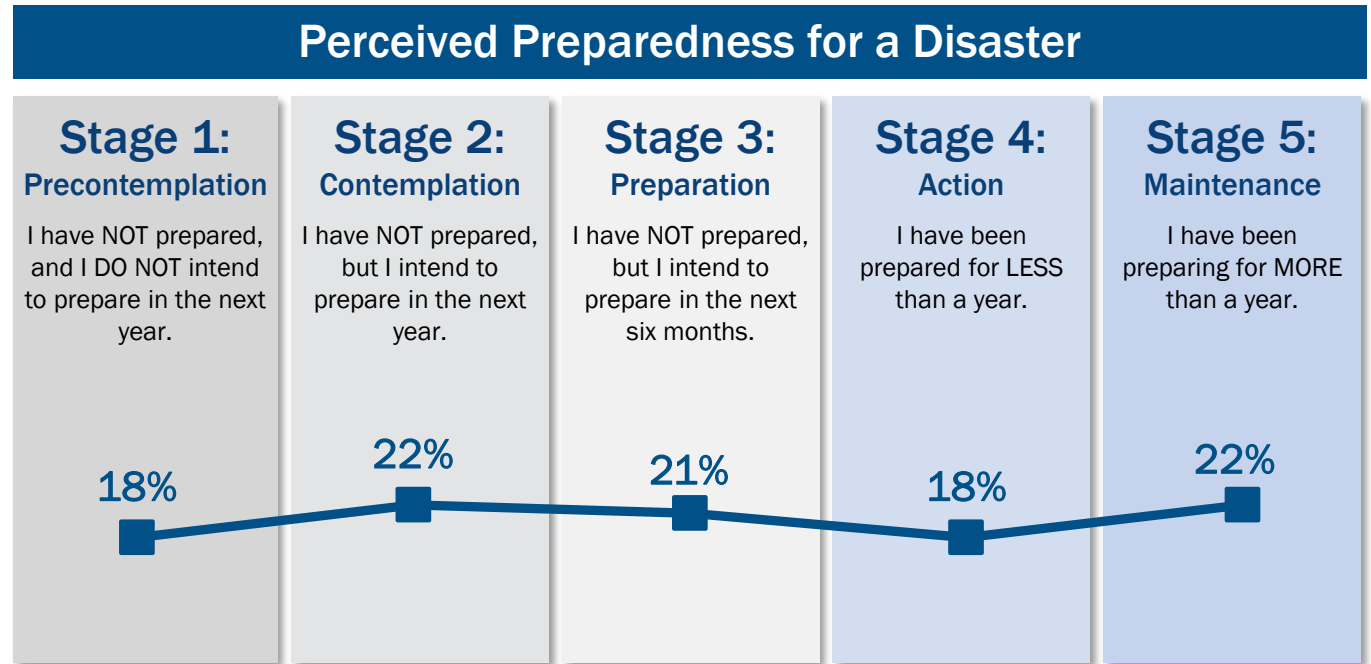 Perceived Preparedness for a Disaster
Stage 1:
Precontemplation
I have NOT prepared,
and I DO NOT intend
to prepare in the next
year.
18%
Stage 2:
Contemplation
I have NOT prepared,
but I intend to
prepare in the next
year.
22%
Stage 3:
Preparation
I have NOT prepared,
but I intend to
prepare in the next
six months.
21%
Stage 4:
Action
I have been
prepared for LESS
than a year.
18%
Stage 5:
Maintenance
I have been
preparing for MORE
than a year.
22%